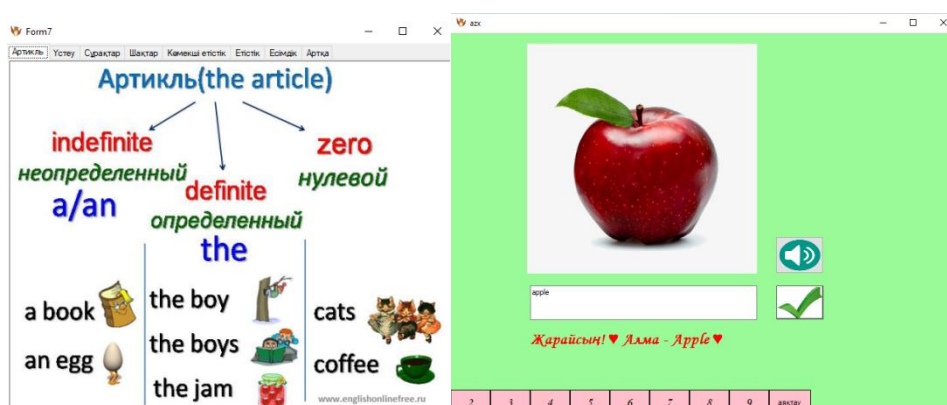 Form7
Артикль Үстеу Сұрақтар Шақтар Көмекші етістік Етістік Есімдік Артқа
Артикль(the article)
indefinite
неопределенный
a/an
definite
определенный
the
zero
нулевой
a book
an egg
the boy
the boys
the jam
cats
coffee
www.englishonlinefree.ru
azx
apple
Жарайсың! ♥ Алма - Apple ♥
2 3 4 5 6 7 8 9 аяқтау